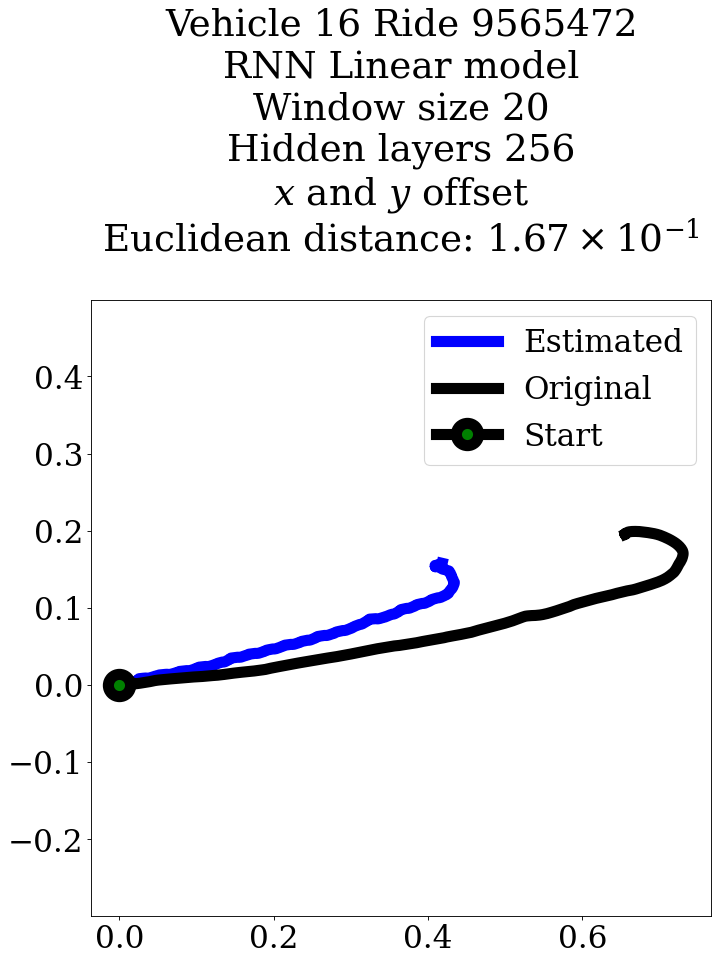 Vehicle 16 Ride 9565472
RNN Linear model
Window size 20
Hidden layers 256
x and y offset
Euclidean distance: 1.67 × 10⁻¹
Estimated
Original
Start
0.4
0.3
0.2
0.1
0.0
−0.1
−0.2
0.0 0.2 0.4 0.6